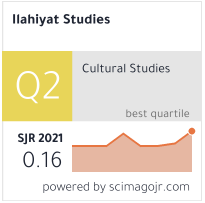 Ilahiyat Studies
Q2
Cultural Studies
best quartile
SJR 2021
0.16
powered by scimagojr.com